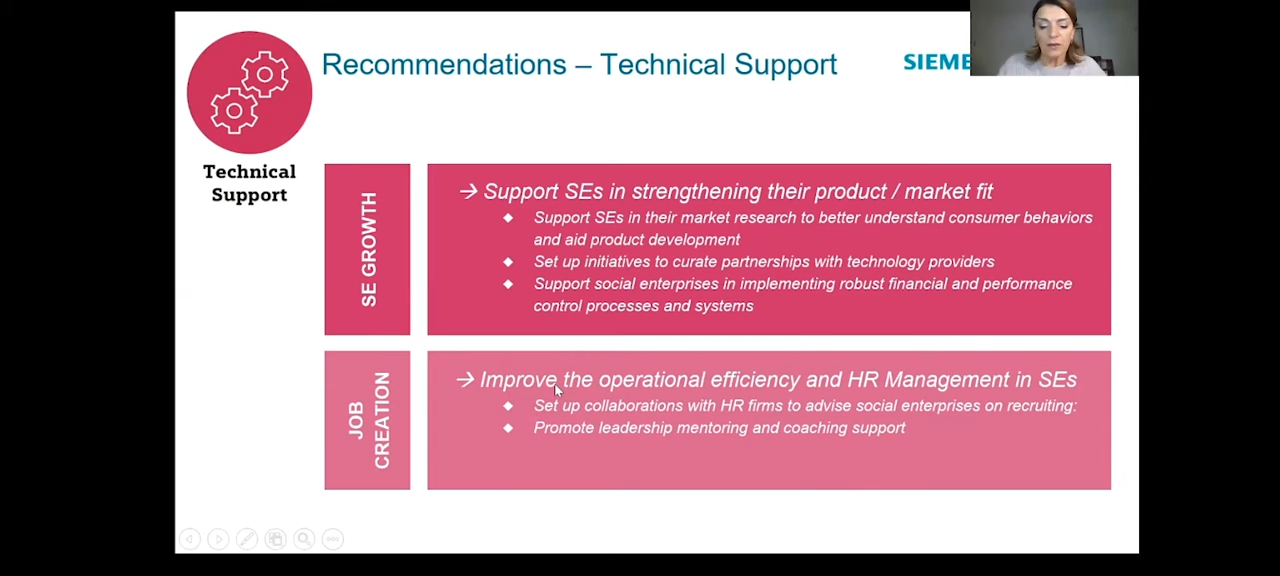 Recommendations – Technical Support
SIEME
Technical
Support
SE GROWTH
→ Support SEs in strengthening their product / market fit
◆ Support SEs in their market research to better understand consumer behaviors
and aid product development
◆ Set up initiatives to curate partnerships with technology providers
◆ Support social enterprises in implementing robust financial and performance
control processes and systems
JOB
CREATION
→ Improve the operational efficiency and HR Management in SEs
◆ Set up collaborations with HR firms to advise social enterprises on recruiting:
◆ Promote leadership mentoring and coaching support